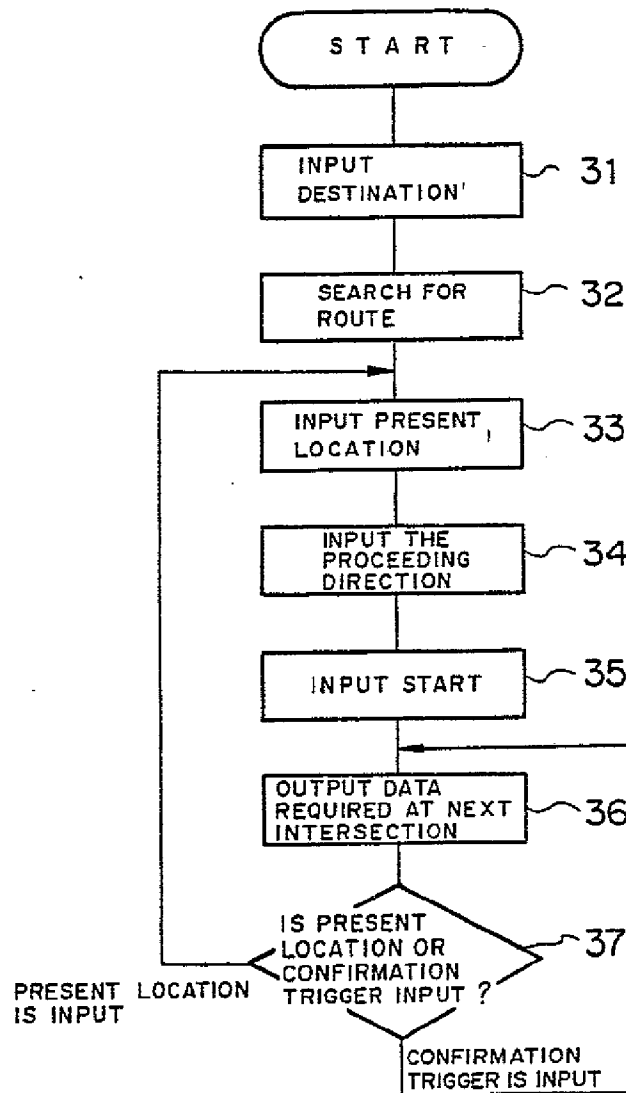 START
INPUT
DESTINATION
31
SEARCH FOR
ROUTE
32
INPUT PRESENT
LOCATION
33
INPUT THE
PROCEEDING
DIRECTION
34
INPUT START
35
OUTPUT DATA
REQUIRED AT NEXT
INTERSECTION
36
IS PRESENT
LOCATION OR
CONFIRMATION
TRIGGER INPUT ?
37
PRESENT LOCATION
IS INPUT
CONFIRMATION
TRIGGER IS INPUT